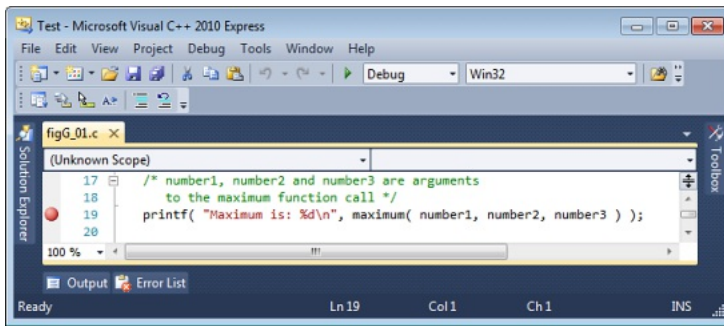 Test - Microsoft Visual C++ 2010 Express
File Edit View Project Debug Tools Window Help
Debug Win32
figG_01.c
(Unknown Scope)
17 /* number1, number2 and number3 are arguments
18 to the maximum function call */
19 printf( "Maximum is: %d\n", maximum( number1, number2, number3 ) );
20
100 %
Solution Explorer
Toolbox
Output Error List
Ready Ln 19 Col 1 Ch 1 INS